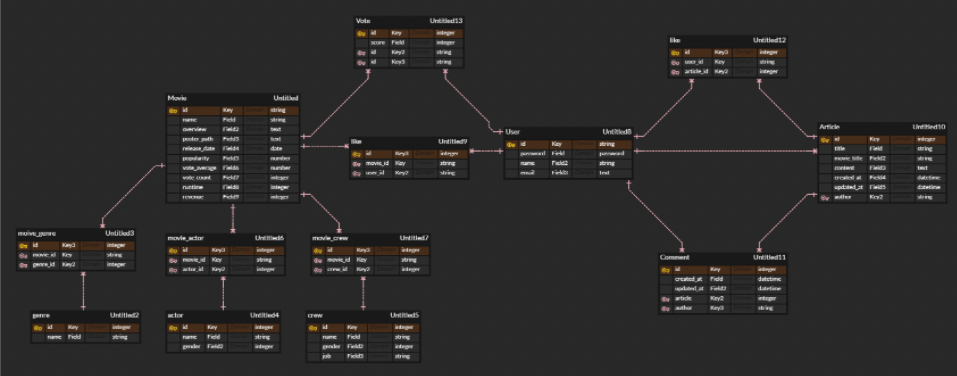 Vote Untitled13
id Key integer
score Field integer
id Key2 string
id Key3 string
like Untitled12
id Key3 integer
user_id Key string
article_id Key2 integer
Movie Untitled
id Key string
name Field string
overview Field2 text
poster_path Field3 text
release_date Field4 date
popularity Field5 number
vote_average Field6 number
vote_count Field7 integer
runtime Field8 integer
revenue Field9 integer
like Untitled9
id Key3 integer
movie_id Key string
user_id Key2 string
User Untitled8
id Key string
password Field password
name Field2 string
email Field3 text
Article Untitled10
id Key integer
title Field string
movie_title Field2 string
content Field3 text
created_at Field4 datetime
updated_at Field5 datetime
author Key2 string
moive_genre Untitled3
id Key3 integer
movie_id Key string
genre_id Key2 integer
movie_actor Untitled6
id Key3 integer
movie_id Key string
actor_id Key2 integer
movie_crew Untitled7
id Key3 integer
movie_id Key string
crew_id Key2 integer
Comment Untitled11
id Key integer
created_at Field datetime
updated_at Field2 datetime
article Key2 integer
author Key3 string
genre Untitled2
id Key integer
name Field string
actor Untitled4
id Key integer
name Field string
gender Field2 integer
crew Untitled5
id Key integer
name Field string
gender Field2 integer
job Field3 string